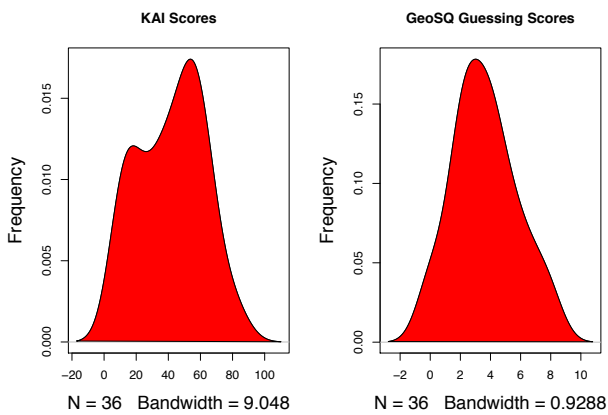 KAI Scores
Frequency
0.000 0.005 0.010 0.015
−20 0 20 40 60 80 100
N = 36 Bandwidth = 9.048
GeoSQ Guessing Scores
Frequency
0.00 0.05 0.10 0.15
−2 0 2 4 6 8 10
N = 36 Bandwidth = 0.9288